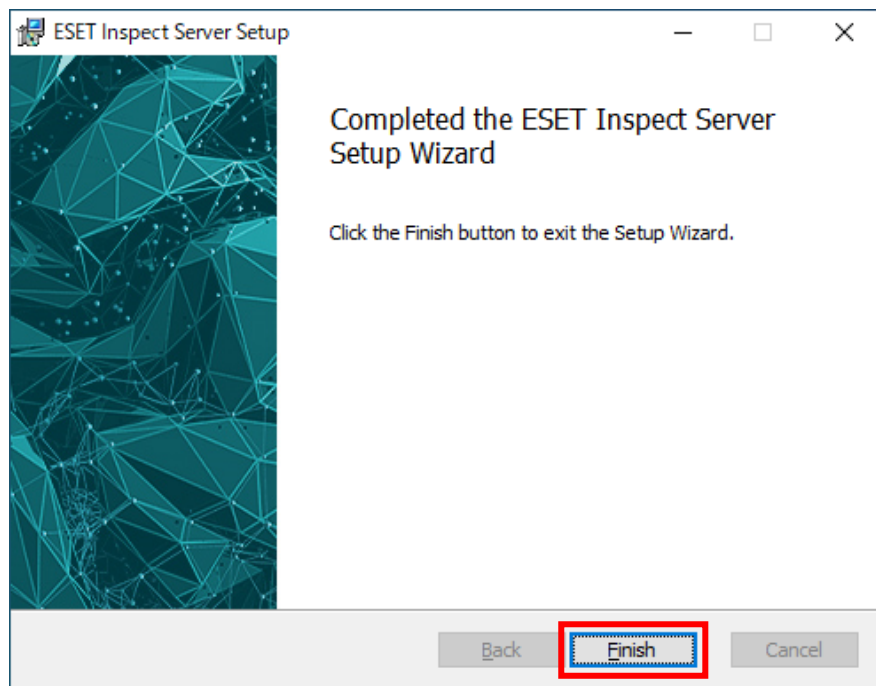 ESET Inspect Server Setup
Completed the ESET Inspect Server
Setup Wizard
Click the Finish button to exit the Setup Wizard.
Back
Finish
Cancel